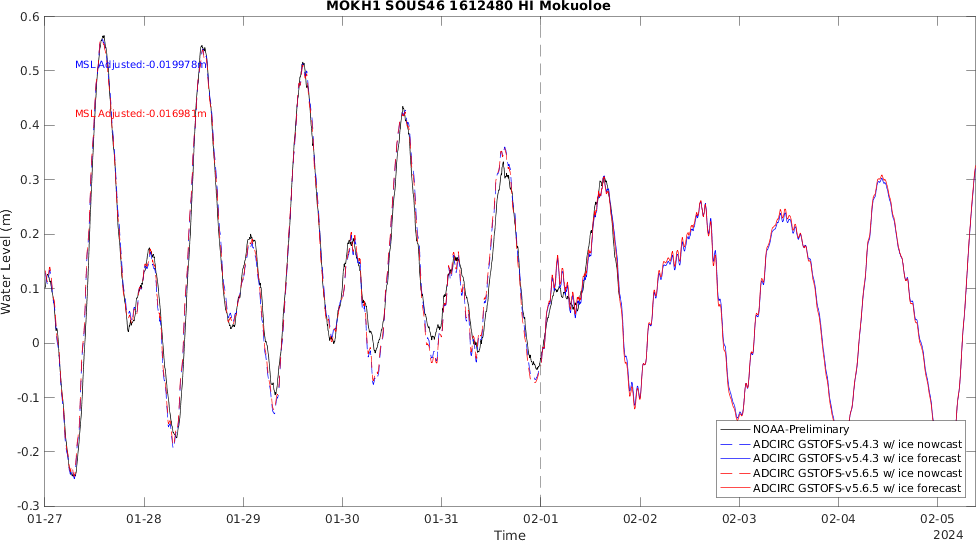 MOKH1 SOUS46 1612480 HI Mokuoloe
0.6
0.5
0.4
0.3
0.2
0.1
0
-0.1
-0.2
-0.3
Water Level (m)
MSL Adjusted:-0.019978m
MSL Adjusted:-0.016981m
NOAA-Preliminary
ADCIRC GSTOFS-v5.4.3 w/ ice nowcast
ADCIRC GSTOFS-v5.4.3 w/ ice forecast
ADCIRC GSTOFS-v5.6.5 w/ ice nowcast
ADCIRC GSTOFS-v5.6.5 w/ ice forecast
01-27 01-28 01-29 01-30 01-31 02-01 02-02 02-03 02-04 02-05
Time
2024